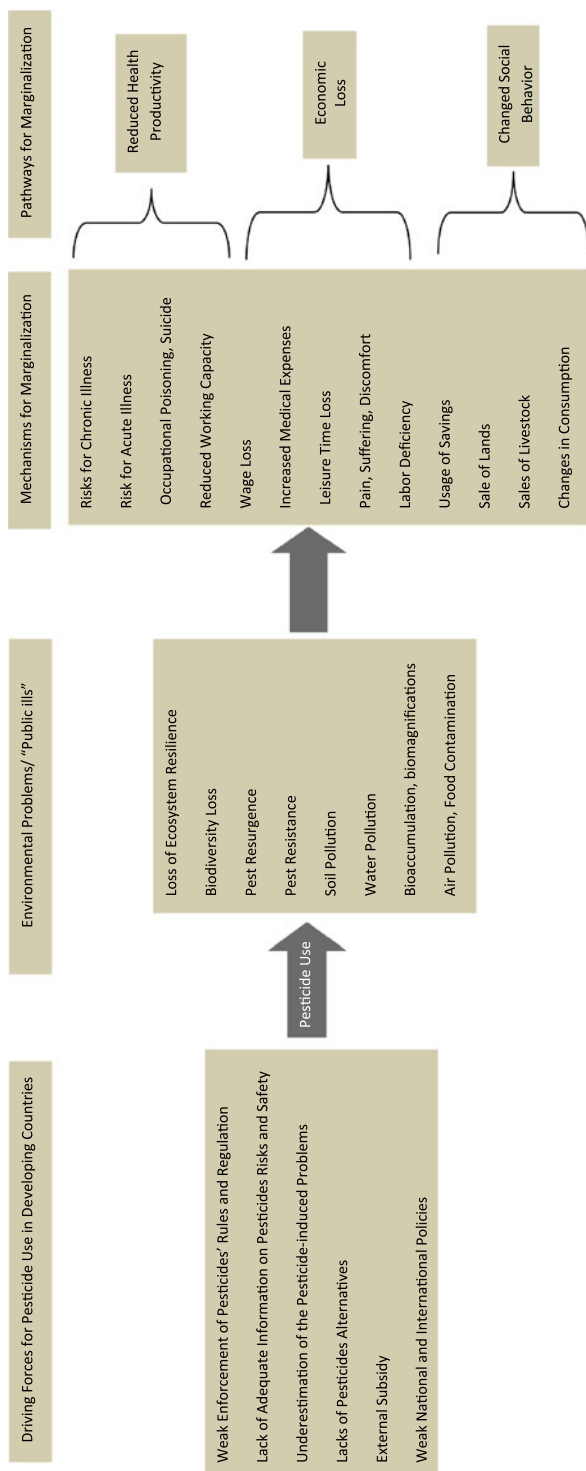 Driving Forces for Pesticide Use in Developing Countries
Weak Enforcement of Pesticides’ Rules and Regulation
Lack of Adequate Information on Pesticides Risks and Safety
Underestimation of the Pesticide-induced Problems
Lacks of Pesticides Alternatives
External Subsidy
Weak National and International Policies
Pesticide Use
Environmental Problems/ “Public ills”
Loss of Ecosystem Resilience
Biodiversity Loss
Pest Resurgence
Pest Resistance
Soil Pollution
Water Pollution
Bioaccumulation, biomagnifications
Air Pollution, Food Contamination
Mechanisms for Marginalization
Risks for Chronic Illness
Risk for Acute Illness
Occupational Poisoning, Suicide
Reduced Working Capacity
Wage Loss
Increased Medical Expenses
Leisure Time Loss
Pain, Suffering, Discomfort
Labor Deficiency
Usage of Savings
Sale of Lands
Sales of Livestock
Changes in Consumption
Pathways for Marginalization
Reduced Health
Productivity
Economic
Loss
Changed Social
Behavior